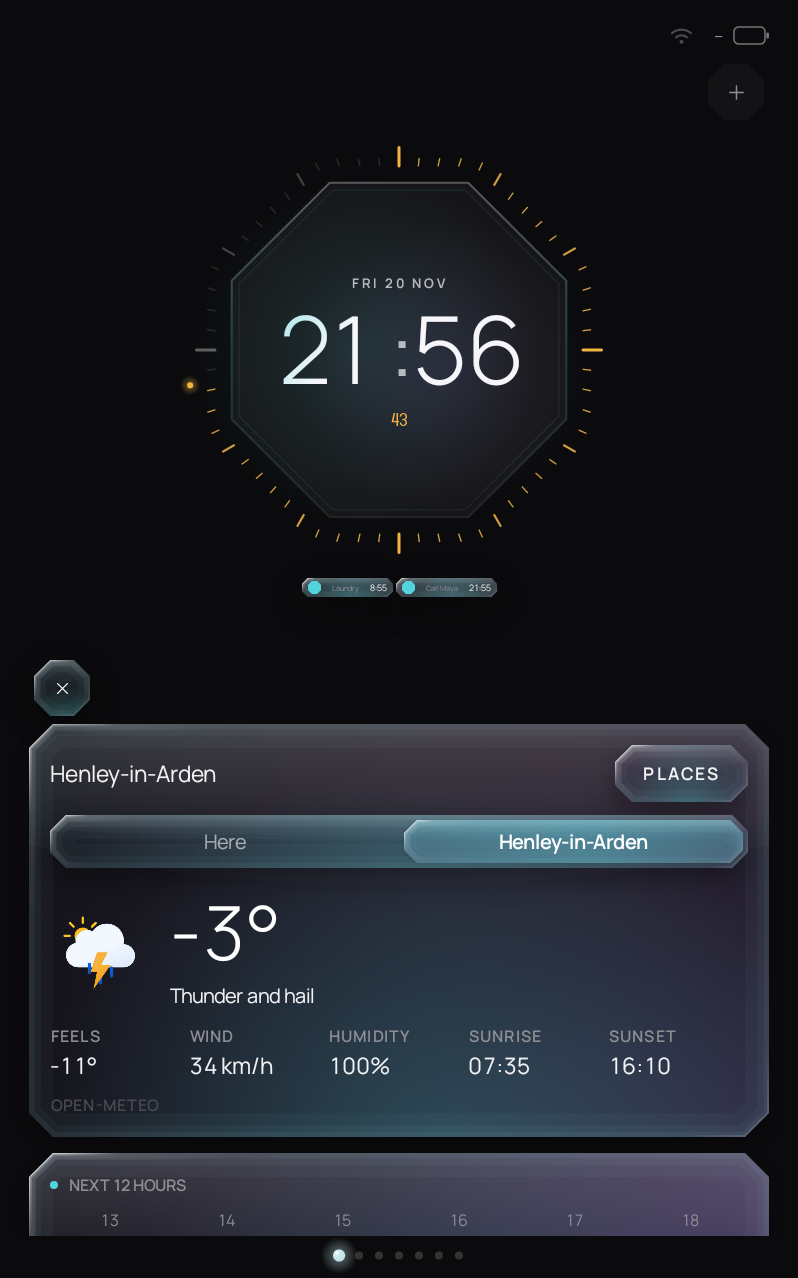 –
+
FRI 20 NOV
21:56
43
Laundry 8:55 Call Maya 21:55
×
Henley-in-Arden PLACES
Here Henley-in-Arden
-3°
Thunder and hail
FEELS WIND HUMIDITY SUNRISE SUNSET
-11° 34 km/h 100% 07:35 16:10
OPEN-METEO
NEXT 12 HOURS
13 14 15 16 17 18